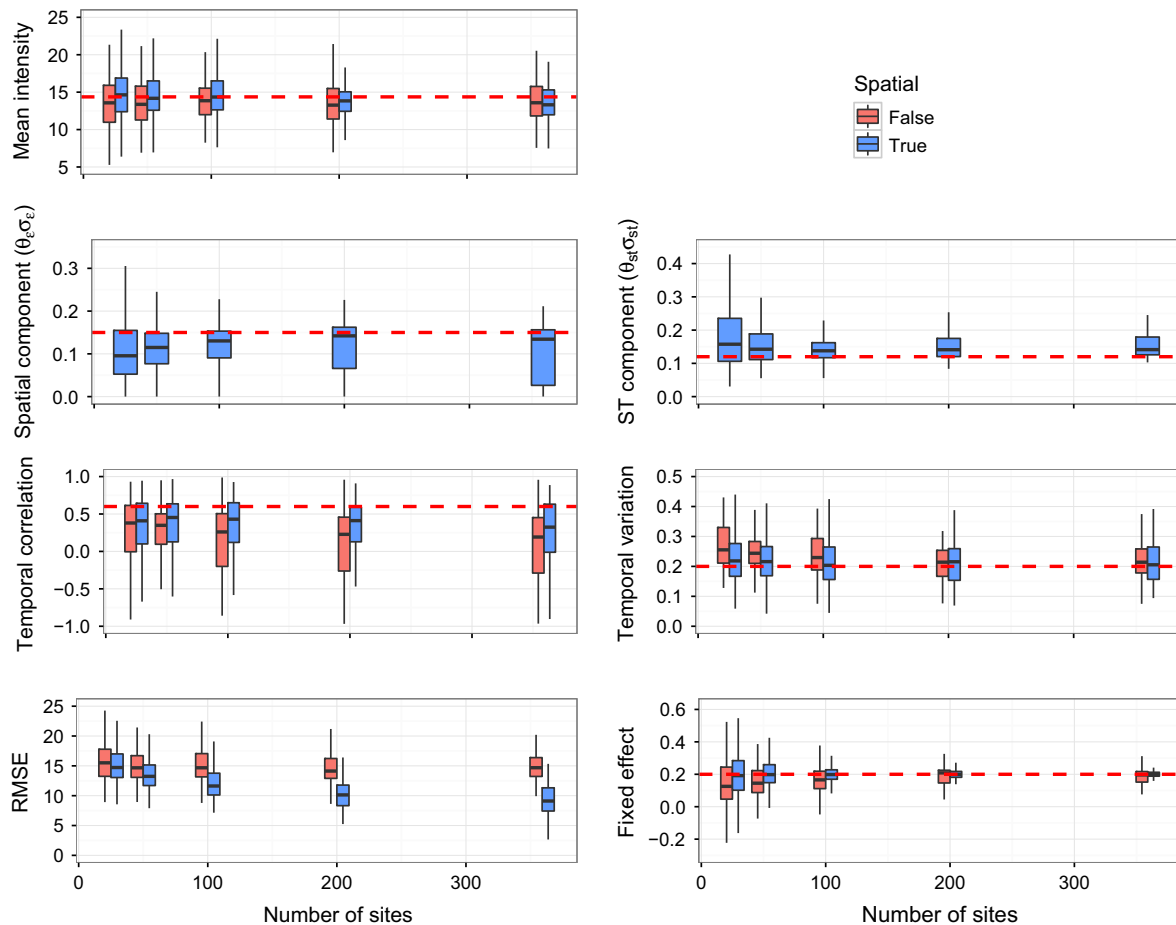 Mean intensity
25
20
15
10
5
Spatial
False
True
Spatial component (θεσε)
0.3
0.2
0.1
0.0
ST component (θstσst)
0.4
0.3
0.2
0.1
0.0
Temporal correlation
1.0
0.5
0.0
−0.5
−1.0
Temporal variation
0.5
0.4
0.3
0.2
0.1
0.0
RMSE
25
20
15
10
5
0
0 100 200 300
Number of sites
Fixed effect
0.6
0.4
0.2
0.0
−0.2
0 100 200 300
Number of sites